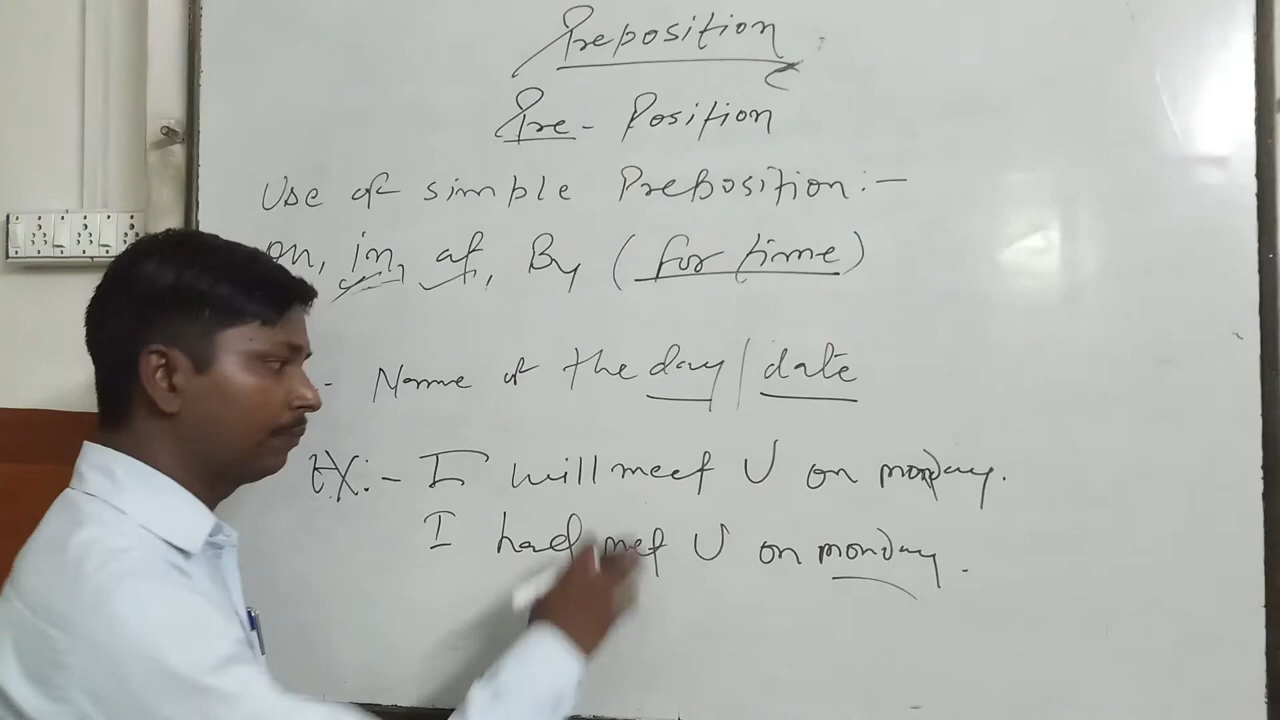 Preposition
Pre - Position
Use of simple Preposition :-
on, in, at, By (for time)
- Name of the day / date
EX :- I will meet U on monday.
I had met U on monday.